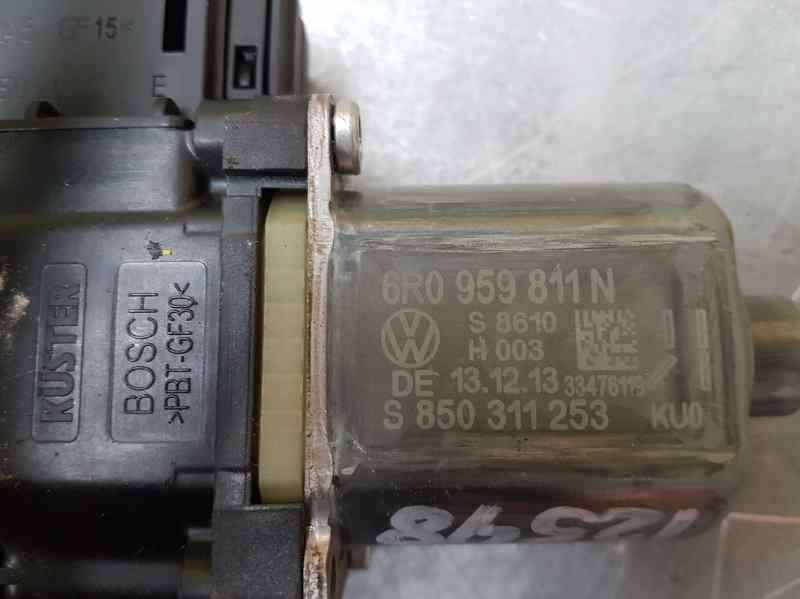 GF15
E
KÜSTER
BOSCH
>PBT-GF30<
6R0 959 811 N
S 8610
H 003
DE 13.12.13 33476119
S 850 311 253 KU0
12548